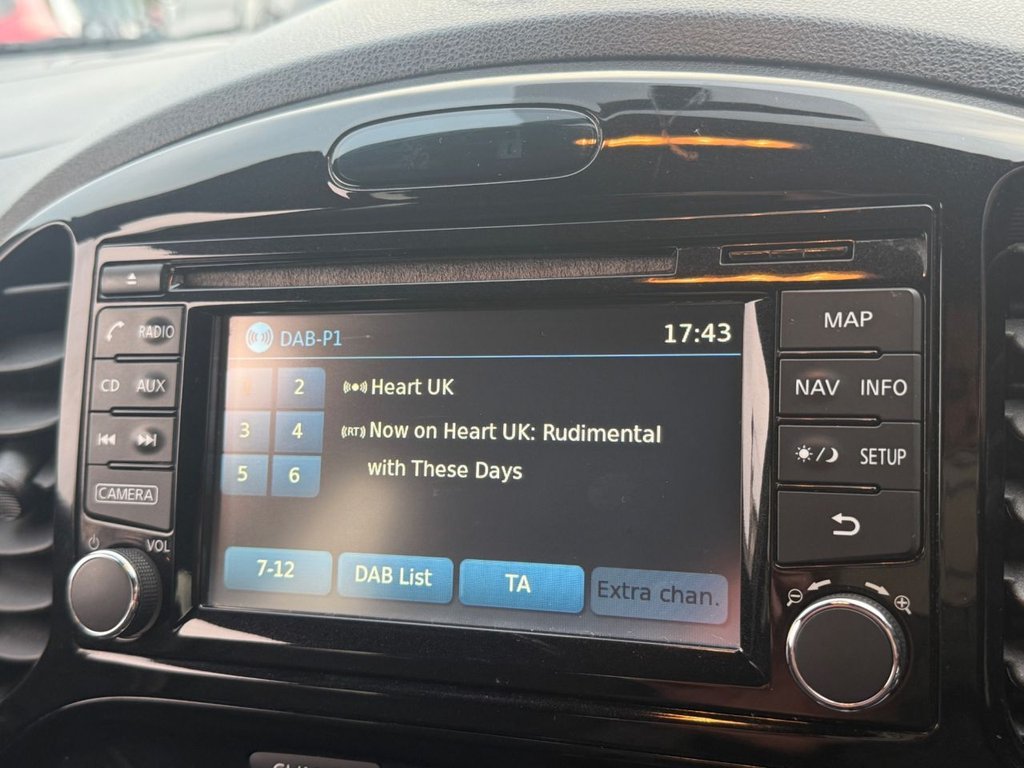 DAB-P1 17:43
1 2 Heart UK
3 4 (RT) Now on Heart UK: Rudimental
with These Days
5 6
7-12 DAB List TA Extra chan.
RADIO
CD AUX
CAMERA
VOL
MAP
NAV INFO
SETUP